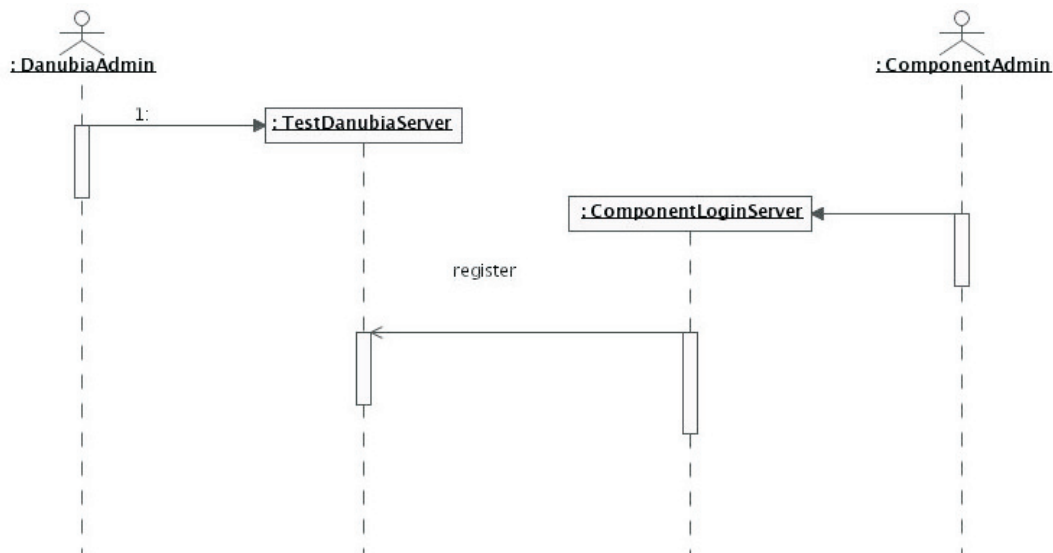 : DanubiaAdmin
: ComponentAdmin
1:
: TestDanubiaServer
: ComponentLoginServer
register